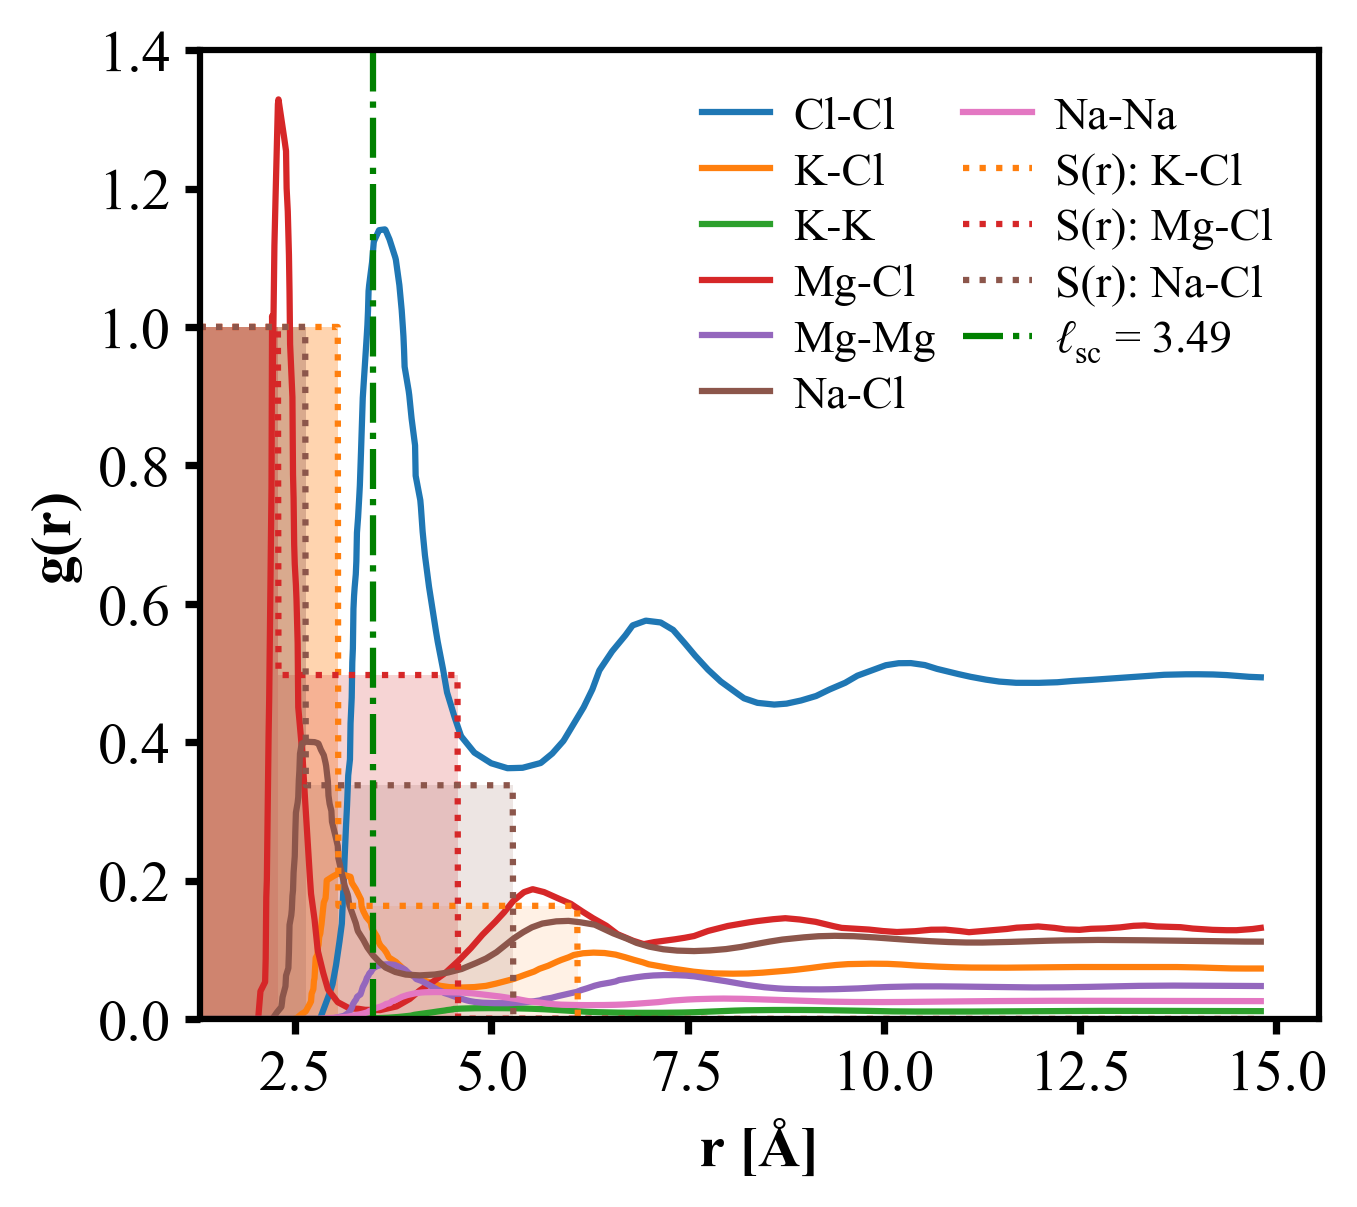 1.4
1.2
1.0
0.8
0.6
0.4
0.2
0.0
g(r)
Cl-Cl
K-Cl
K-K
Mg-Cl
Mg-Mg
Na-Cl
Na-Na
S(r): K-Cl
S(r): Mg-Cl
S(r): Na-Cl
ℓsc = 3.49
2.5 5.0 7.5 10.0 12.5 15.0
r [Å]